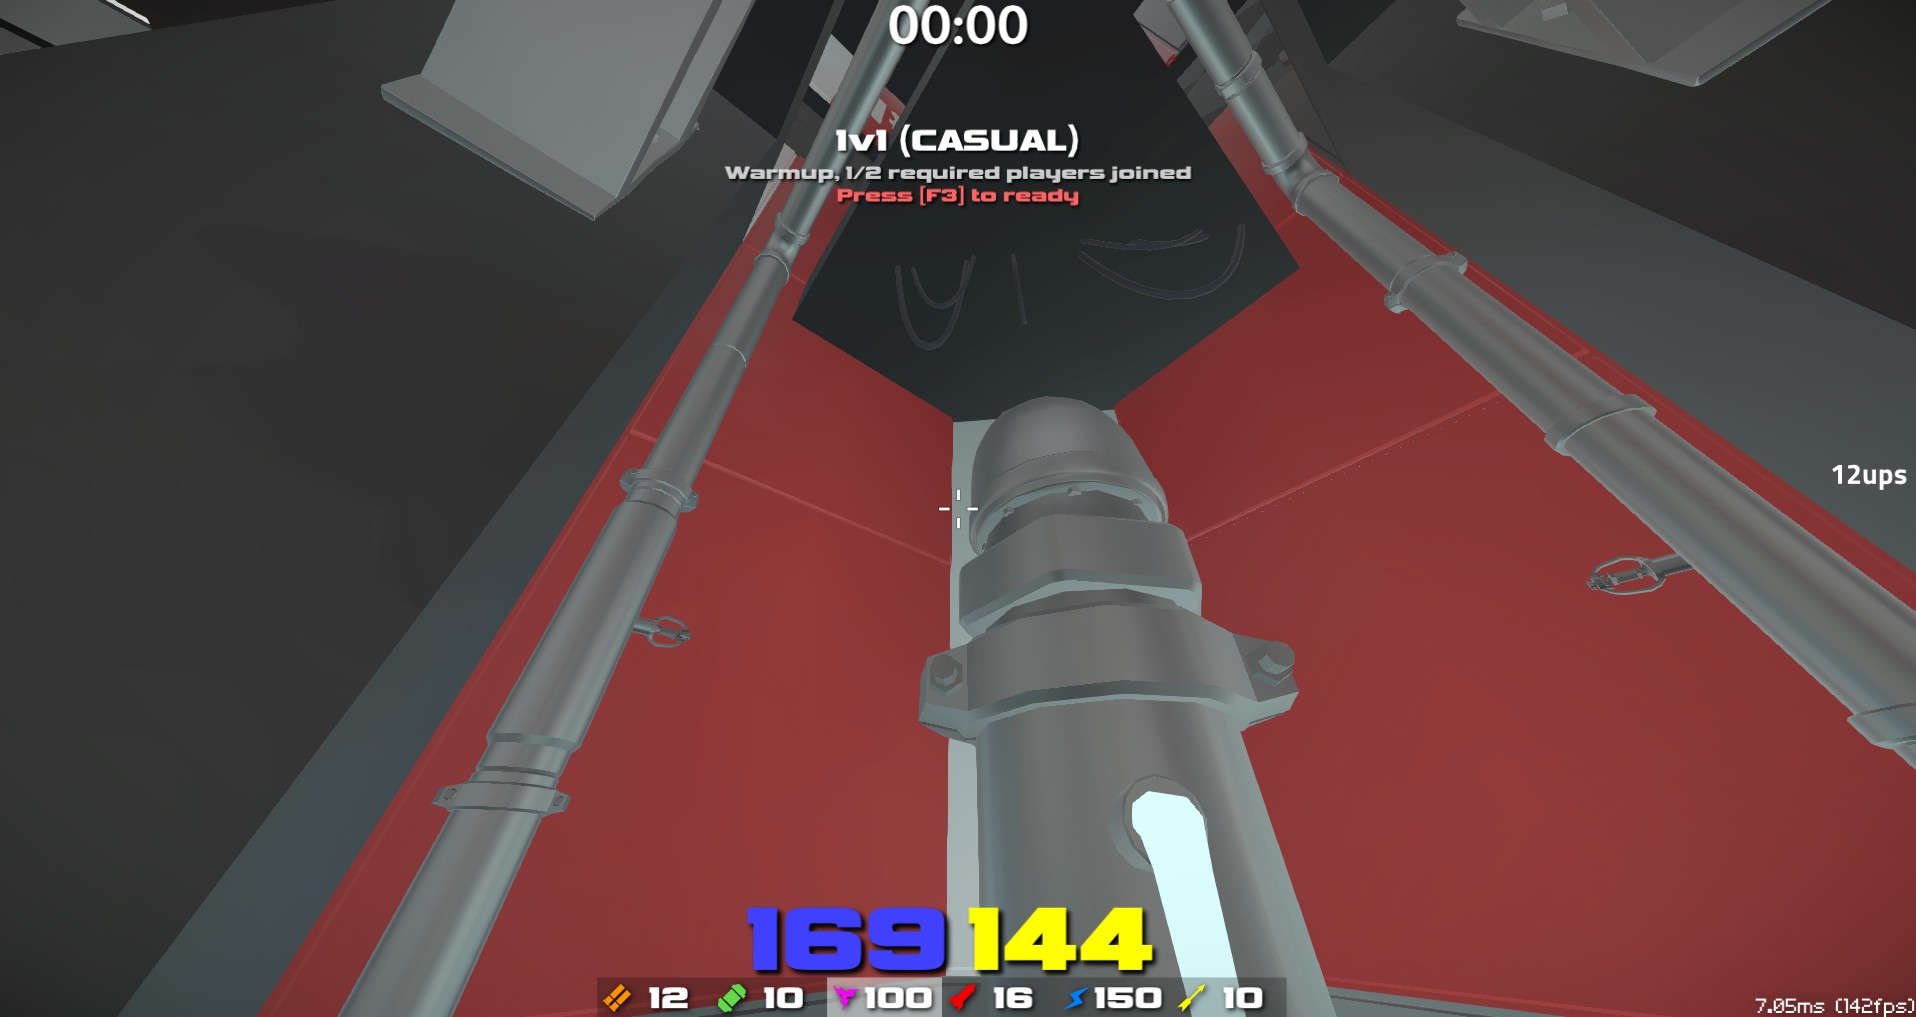 00:00
1v1 (CASUAL)
Warmup, 1/2 required players joined
Press [F3] to ready
12ups
169 144
12 10 100 16 150 10
7.05ms (142fps)